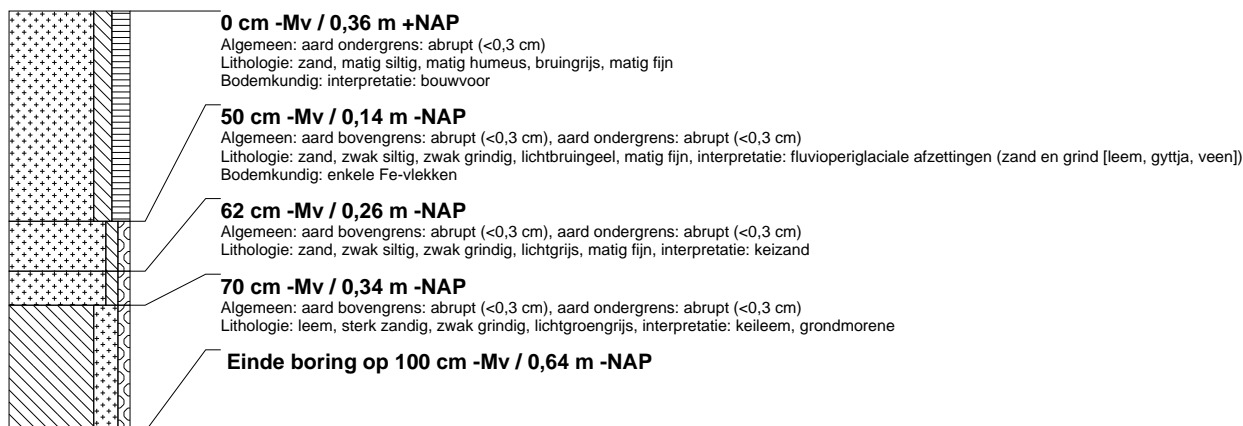 0 cm -Mv / 0,36 m +NAP
Algemeen: aard ondergrens: abrupt (<0,3 cm)
Lithologie: zand, matig siltig, matig humeus, bruingrijs, matig fijn
Bodemkundig: interpretatie: bouwvoor
50 cm -Mv / 0,14 m -NAP
Algemeen: aard bovengrens: abrupt (<0,3 cm), aard ondergrens: abrupt (<0,3 cm)
Lithologie: zand, zwak siltig, zwak grindig, lichtbruingeel, matig fijn, interpretatie: fluvioperiglaciale afzettingen (zand en grind [leem, gyttja, veen])
Bodemkundig: enkele Fe-vlekken
62 cm -Mv / 0,26 m -NAP
Algemeen: aard bovengrens: abrupt (<0,3 cm), aard ondergrens: abrupt (<0,3 cm)
Lithologie: zand, zwak siltig, zwak grindig, lichtgrijs, matig fijn, interpretatie: keizand
70 cm -Mv / 0,34 m -NAP
Algemeen: aard bovengrens: abrupt (<0,3 cm), aard ondergrens: abrupt (<0,3 cm)
Lithologie: leem, sterk zandig, zwak grindig, lichtgroengrijs, interpretatie: keileem, grondmorene
Einde boring op 100 cm -Mv / 0,64 m -NAP